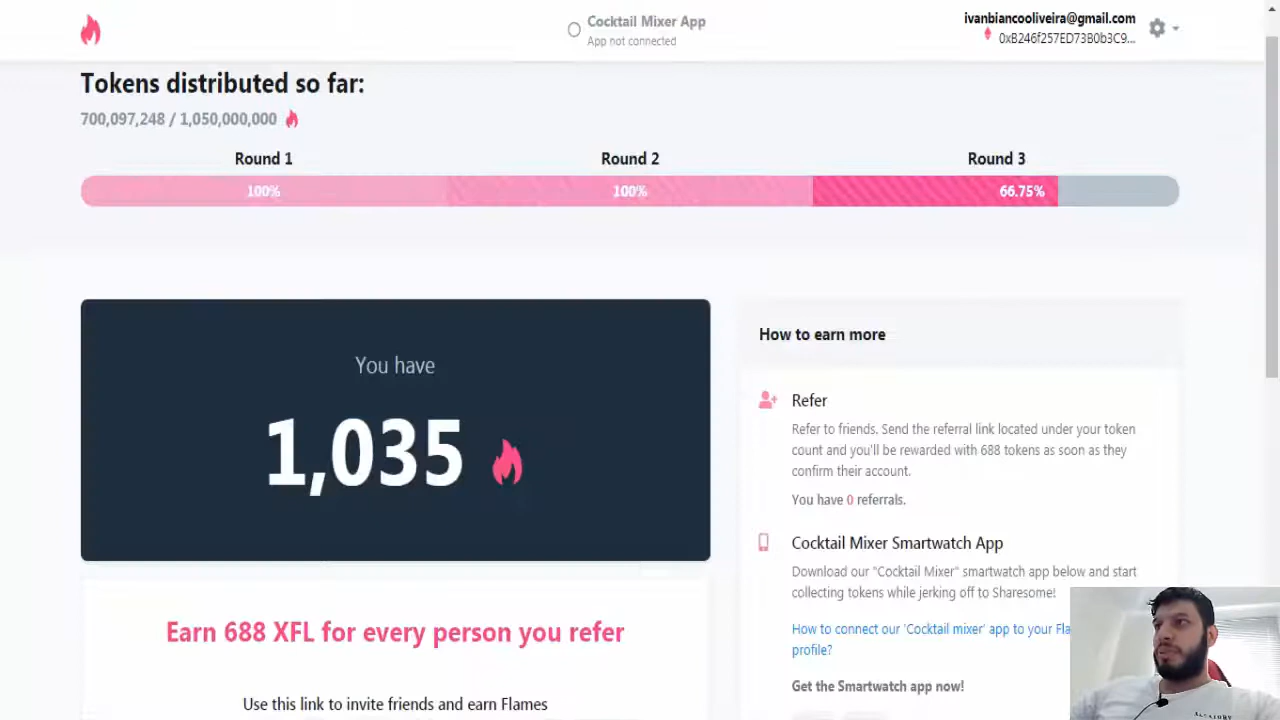 Cocktail Mixer App
App not connected
ivanbiancooliveira@gmail.com
0xB246f257ED73B0b3C9...
Tokens distributed so far:
700,097,248 / 1,050,000,000
Round 1
Round 2
Round 3
100%
100%
66.75%
You have
1,035
Earn 688 XFL for every person you refer
Use this link to invite friends and earn Flames
How to earn more
Refer
Refer to friends. Send the referral link located under your token
count and you'll be rewarded with 688 tokens as soon as they
confirm their account.
You have 0 referrals.
Cocktail Mixer Smartwatch App
Download our "Cocktail Mixer" smartwatch app below and start
collecting tokens while jerking off to Sharesome!
How to connect our 'Cocktail mixer' app to your Fla
profile?
Get the Smartwatch app now!